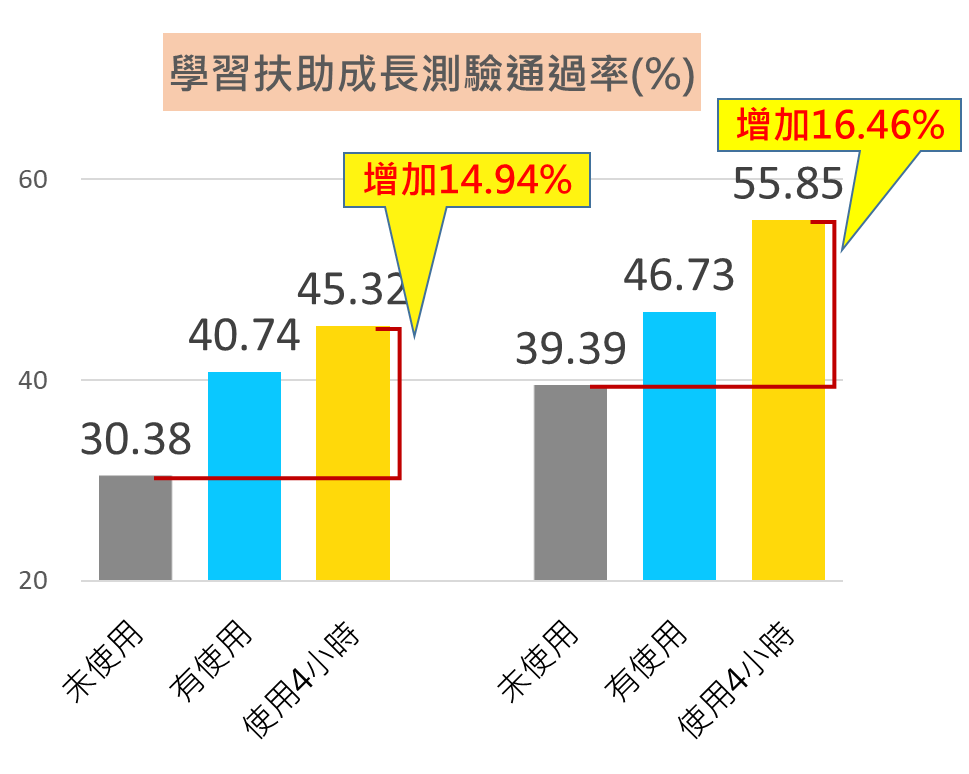 學習扶助成長測驗通過率(%)
增加14.94%
增加16.46%
60
40
20
30.38
40.74
45.32
39.39
46.73
55.85
未使用
有使用
使用4小時
未使用
有使用
使用4小時